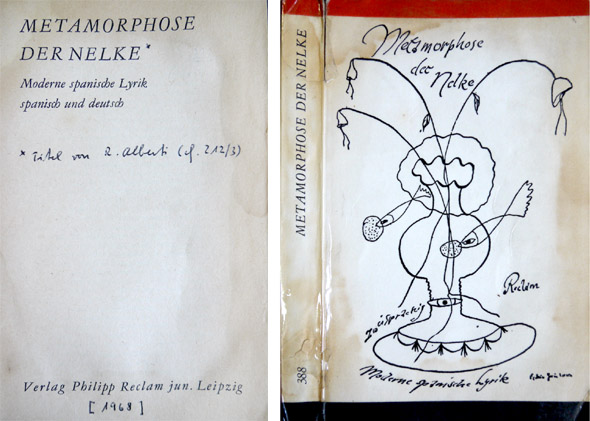 METAMORPHOSE
DER NELKE*
Moderne spanische Lyrik
spanisch und deutsch
* Titel von R. Alberti (cf. 212/3)
Verlag Philipp Reclam jun. Leipzig
[1968]
METAMORPHOSE DER NELKE
388
Metamorphose
der Nelke
Reclam
zweisprachig
Moderne spanische Lyrik